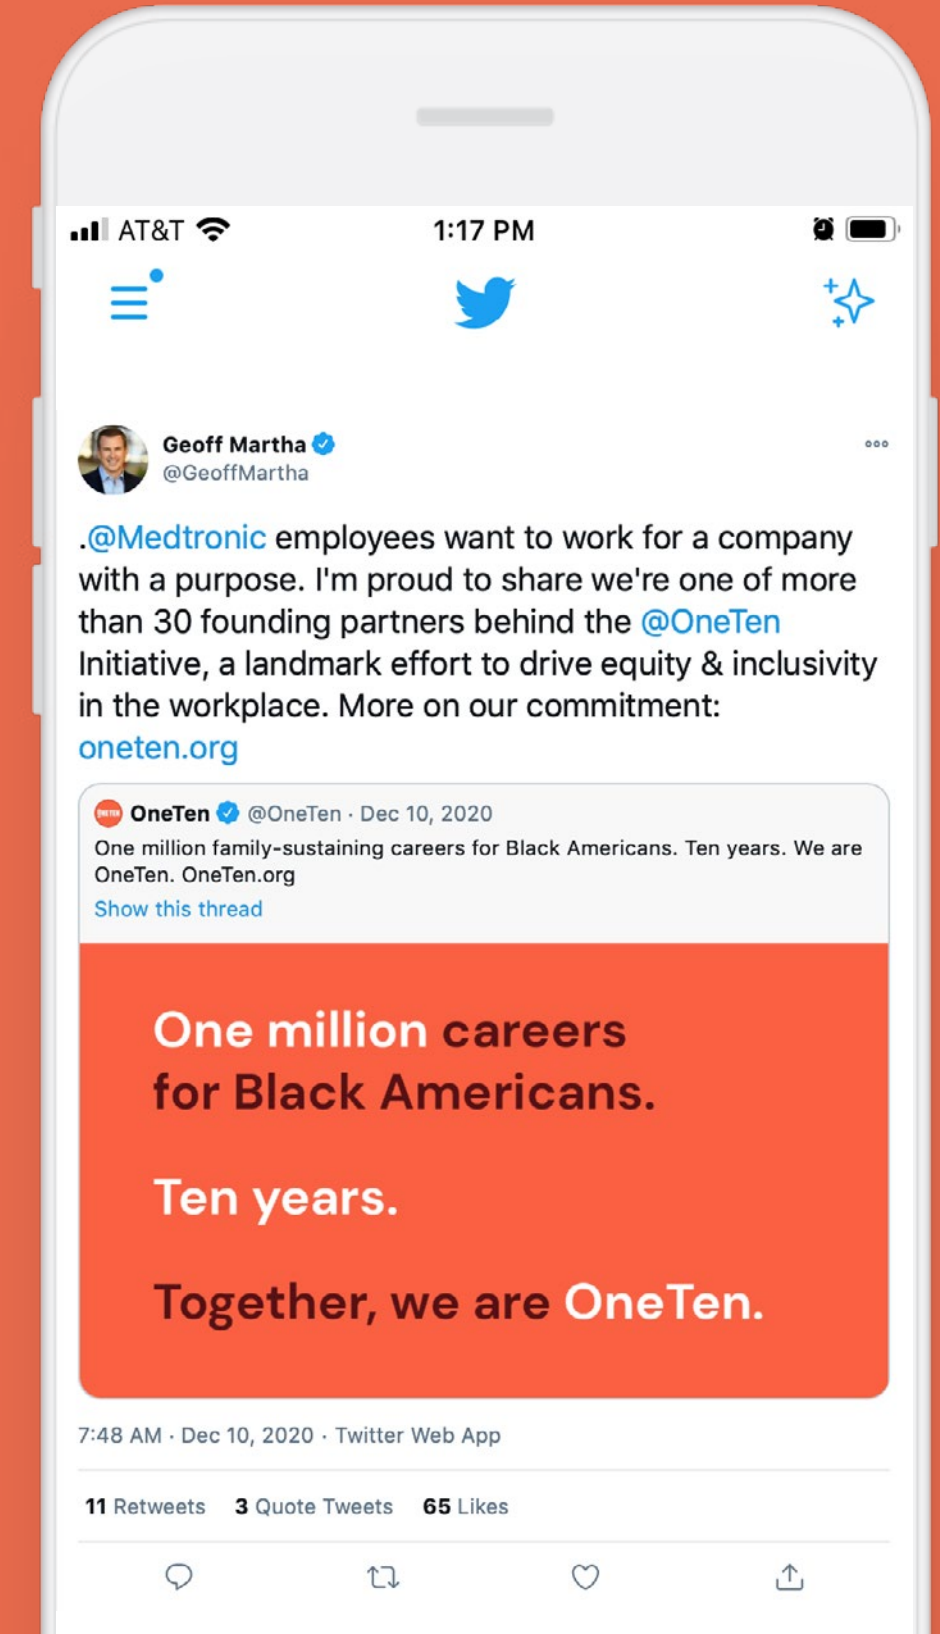 AT&T 1:17 PM
Geoff Martha
@GeoffMartha
.@Medtronic employees want to work for a company
with a purpose. I'm proud to share we're one of more
than 30 founding partners behind the @OneTen
Initiative, a landmark effort to drive equity & inclusivity
in the workplace. More on our commitment:
oneten.org
ONETEN OneTen @OneTen · Dec 10, 2020
One million family-sustaining careers for Black Americans. Ten years. We are
OneTen. OneTen.org
Show this thread
One million careers
for Black Americans.
Ten years.
Together, we are OneTen.
7:48 AM · Dec 10, 2020 · Twitter Web App
11 Retweets 3 Quote Tweets 65 Likes